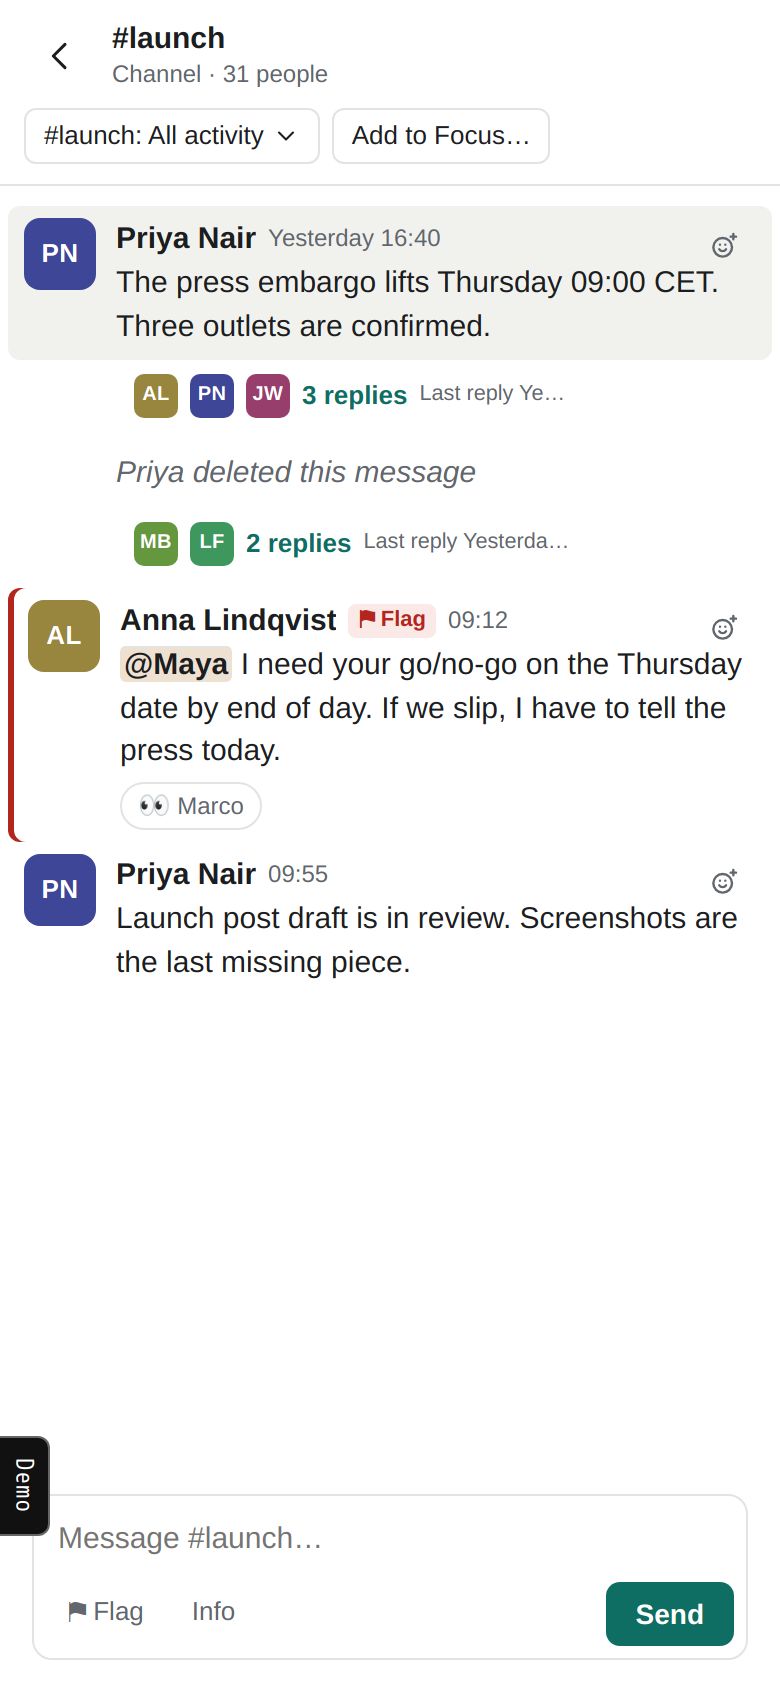 #launch
Channel · 31 people
#launch: All activity
Add to Focus…
PN
Priya Nair Yesterday 16:40
The press embargo lifts Thursday 09:00 CET.
Three outlets are confirmed.
AL PN JW 3 replies Last reply Ye…
Priya deleted this message
MB LF 2 replies Last reply Yesterda…
AL
Anna Lindqvist Flag 09:12
@Maya I need your go/no-go on the Thursday
date by end of day. If we slip, I have to tell the
press today.
👀 Marco
PN
Priya Nair 09:55
Launch post draft is in review. Screenshots are
the last missing piece.
Demo
Message #launch…
Flag Info Send